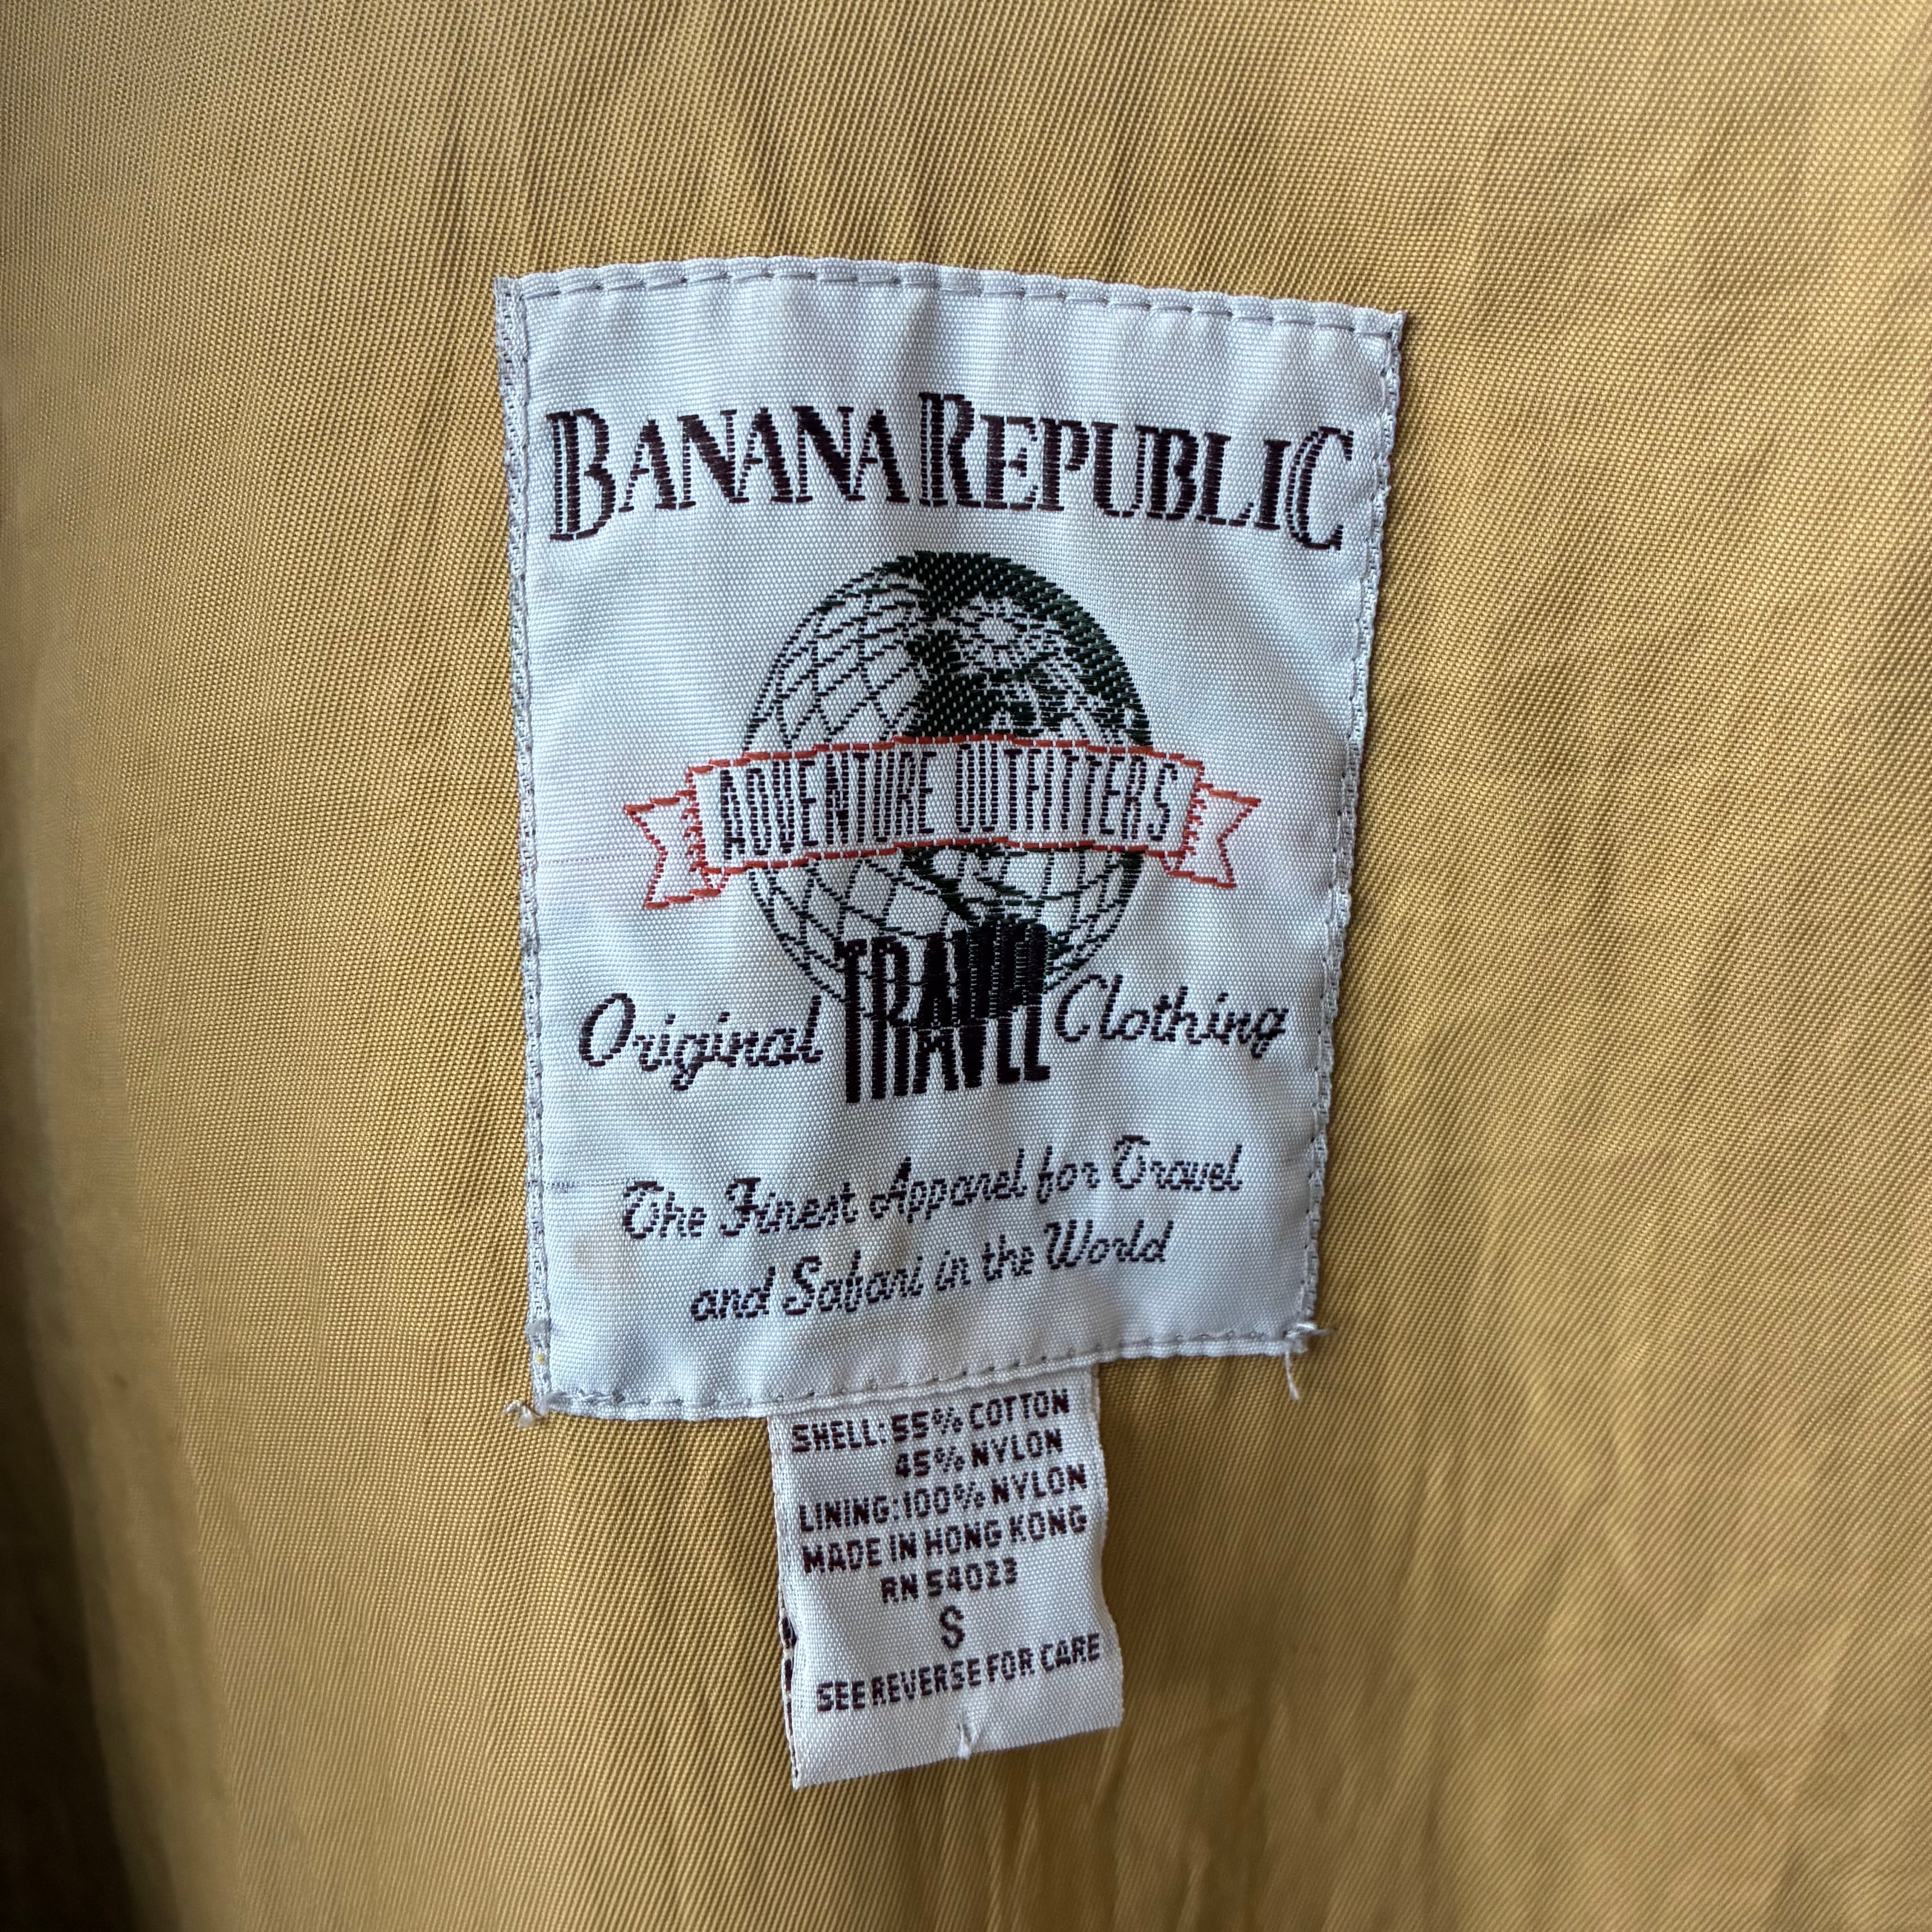 BANANA REPUBLIC
ADVENTURE OUTFITTERS
Original TRAVEL Clothing
The Finest Apparel for Travel
and Safari in the World
SHELL: 55% COTTON
45% NYLON
LINING: 100% NYLON
MADE IN HONG KONG
RN 54023
S
SEE REVERSE FOR CARE